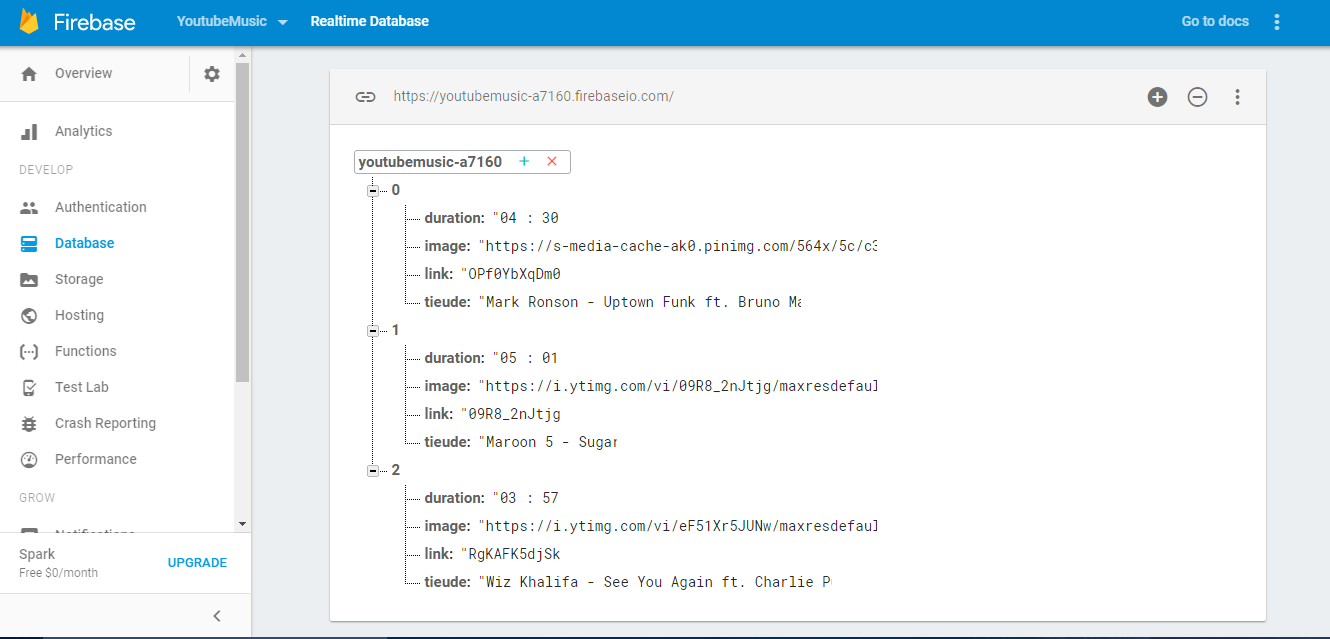 Firebase YoutubeMusic Realtime Database Go to docs
Overview
Analytics
DEVELOP
Authentication
Database
Storage
Hosting
Functions
Test Lab
Crash Reporting
Performance
GROW
Notifications
Spark
Free $0/month
UPGRADE
https://youtubemusic-a7160.firebaseio.com/
youtubemusic-a7160 + ×
0
duration: "04 : 30
image: "https://s-media-cache-ak0.pinimg.com/564x/5c/c3
link: "OPf0YbXqDm0
tieude: "Mark Ronson - Uptown Funk ft. Bruno Ma
1
duration: "05 : 01
image: "https://i.ytimg.com/vi/09R8_2nJtjg/maxresdefaul
link: "09R8_2nJtjg
tieude: "Maroon 5 - Sugar
2
duration: "03 : 57
image: "https://i.ytimg.com/vi/eF51Xr5JUNw/maxresdefaul
link: "RgKAFK5djSk
tieude: "Wiz Khalifa - See You Again ft. Charlie P